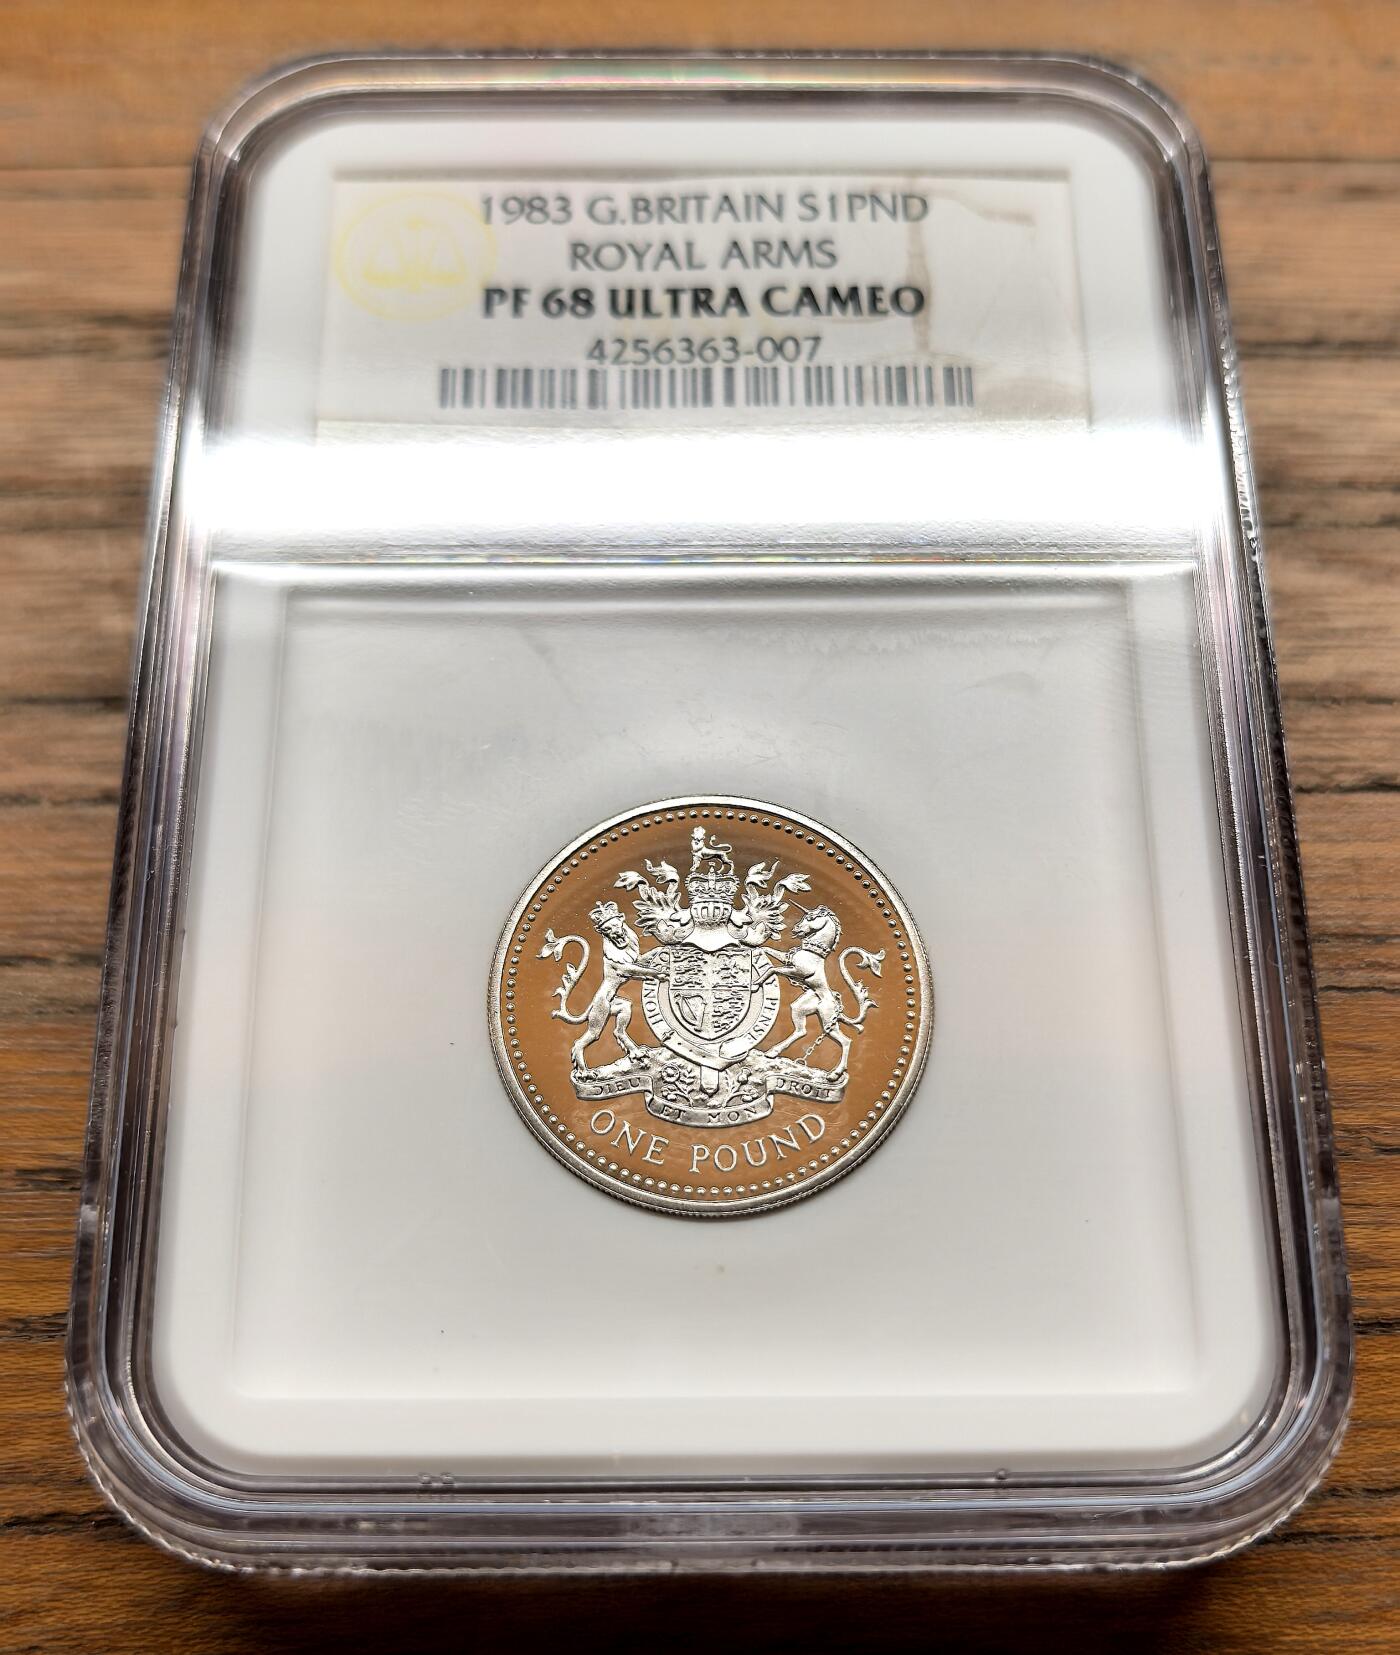 1983 G.BRITAIN S1PND
ROYAL ARMS
PF 68 ULTRA CAMEO
4256363-007
DIEU ET MON DROIT
ONE POUND